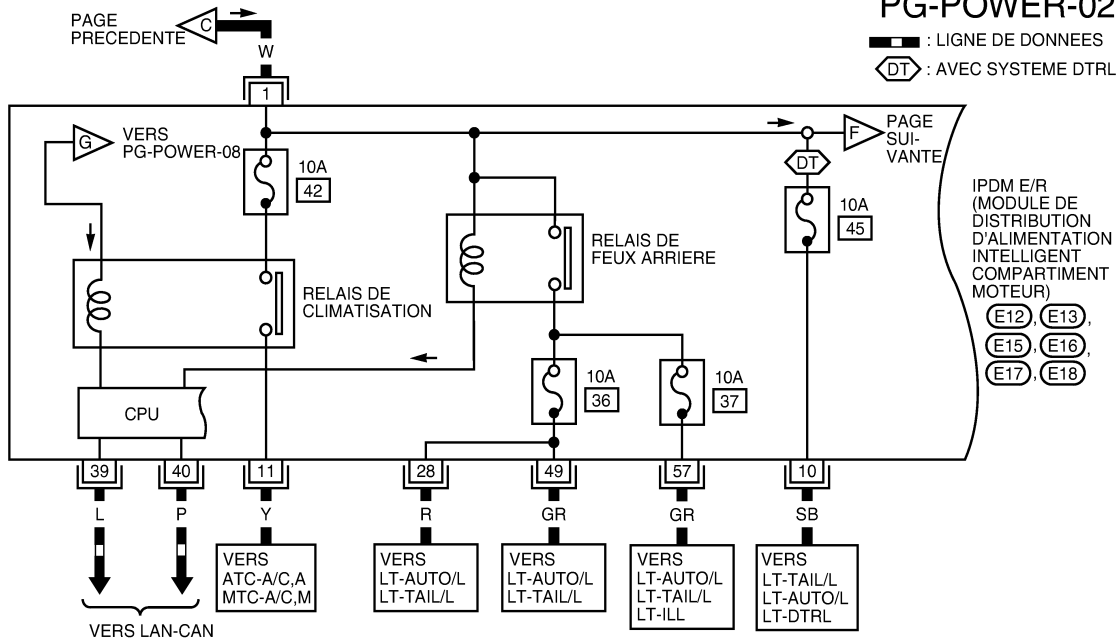 PG-POWER-02
PAGE
PRECEDENTE
C
W
: LIGNE DE DONNEES
DT : AVEC SYSTEME DTRL
1
G
VERS
PG-POWER-08
10A
42
F
PAGE
SUI-
VANTE
DT
10A
45
RELAIS DE
FEUX ARRIERE
RELAIS DE
CLIMATISATION
IPDM E/R
(MODULE DE
DISTRIBUTION
D'ALIMENTATION
INTELLIGENT
COMPARTIMENT
MOTEUR)
E12, E13,
E15, E16,
E17, E18
10A
36
10A
37
CPU
39 40 11 28 49 57 10
L P Y R GR GR SB
VERS
ATC-A/C,A
MTC-A/C,M
VERS
LT-AUTO/L
LT-TAIL/L
VERS
LT-AUTO/L
LT-TAIL/L
VERS
LT-AUTO/L
LT-TAIL/L
LT-ILL
VERS
LT-TAIL/L
LT-AUTO/L
LT-DTRL
VERS LAN-CAN